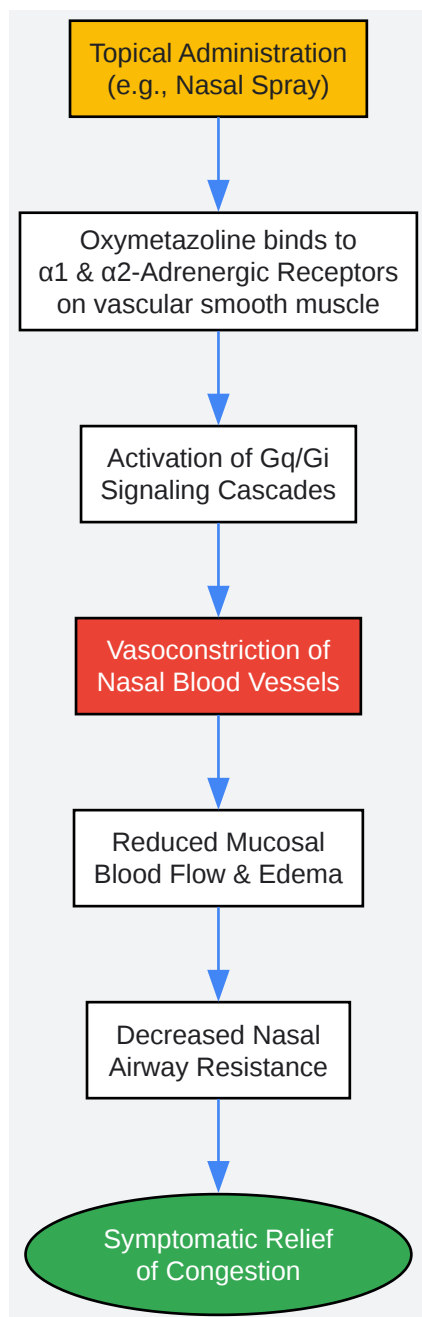 Topical Administration
(e.g., Nasal Spray)
Oxymetazoline binds to
α1 & α2-Adrenergic Receptors
on vascular smooth muscle
Activation of Gq/Gi
Signaling Cascades
Vasoconstriction of
Nasal Blood Vessels
Reduced Mucosal
Blood Flow & Edema
Decreased Nasal
Airway Resistance
Symptomatic Relief
of Congestion